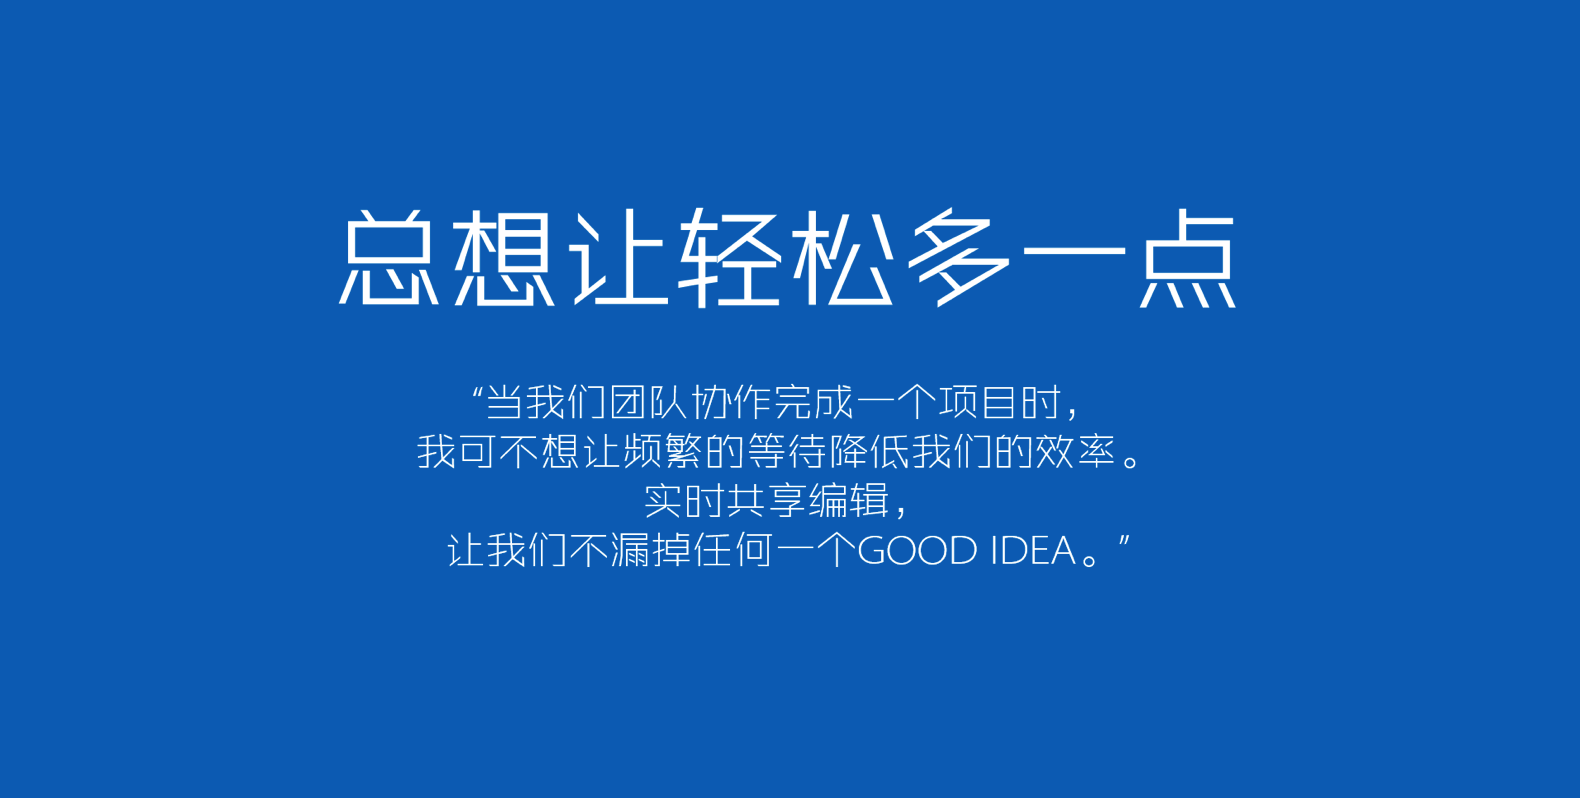 总想让轻松多一点
“当我们团队协作完成一个项目时，
我可不想让频繁的等待降低我们的效率。
实时共享编辑，
让我们不漏掉任何一个GOOD IDEA。”